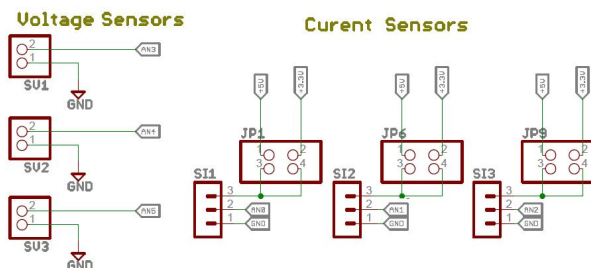 Voltage Sensors
2
1
AN3
SV1
GND
2
1
AN4
SV2
GND
2
1
AN5
SV3
GND
Curent Sensors
+5V
+3.3V
JP1
1
2
3
4
SI1
3
2
1
AN0
GND
+5V
+3.3V
JP6
1
2
3
4
SI2
3
2
1
AN1
GND
+5V
+3.3V
JP9
1
2
3
4
SI3
3
2
1
AN2
GND